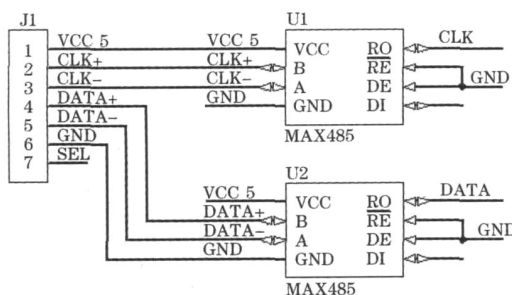 J1
1 VCC 5
2 CLK+
3 CLK-
4 DATA+
5 DATA-
6 GND
7 SEL
U1
VCC 5 VCC RO CLK
CLK+ B RE
CLK- A DE GND
GND GND DI
MAX485
U2
VCC 5 VCC RO DATA
DATA+ B RE
DATA- A DE GND
GND GND DI
MAX485